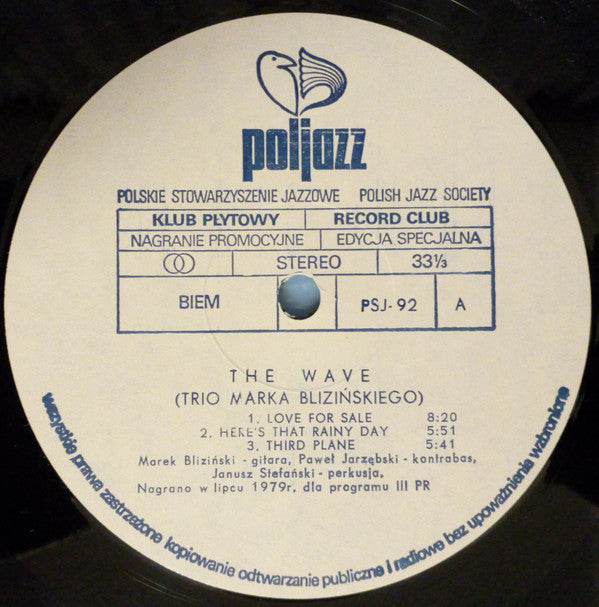 poljazz
POLSKIE STOWARZYSZENIE JAZZOWE POLISH JAZZ SOCIETY
KLUB PŁYTOWY RECORD CLUB
NAGRANIE PROMOCYJNE EDYCJA SPECJALNA
STEREO 33⅓
BIEM PSJ-92 A
THE WAVE
(TRIO MARKA BLIZIŃSKIEGO)
1. LOVE FOR SALE 8:20
2. HERE'S THAT RAINY DAY 5:51
3. THIRD PLANE 5:41
Marek Bliziński - gitara, Paweł Jarzębski - kontrabas,
Janusz Stefański - perkusja,
Nagrano w lipcu 1979r. dla programu III PR
wszystkie prawa zastrzeżone kopiowanie odtwarzanie publiczne i radiowe bez upoważnienia wzbronione